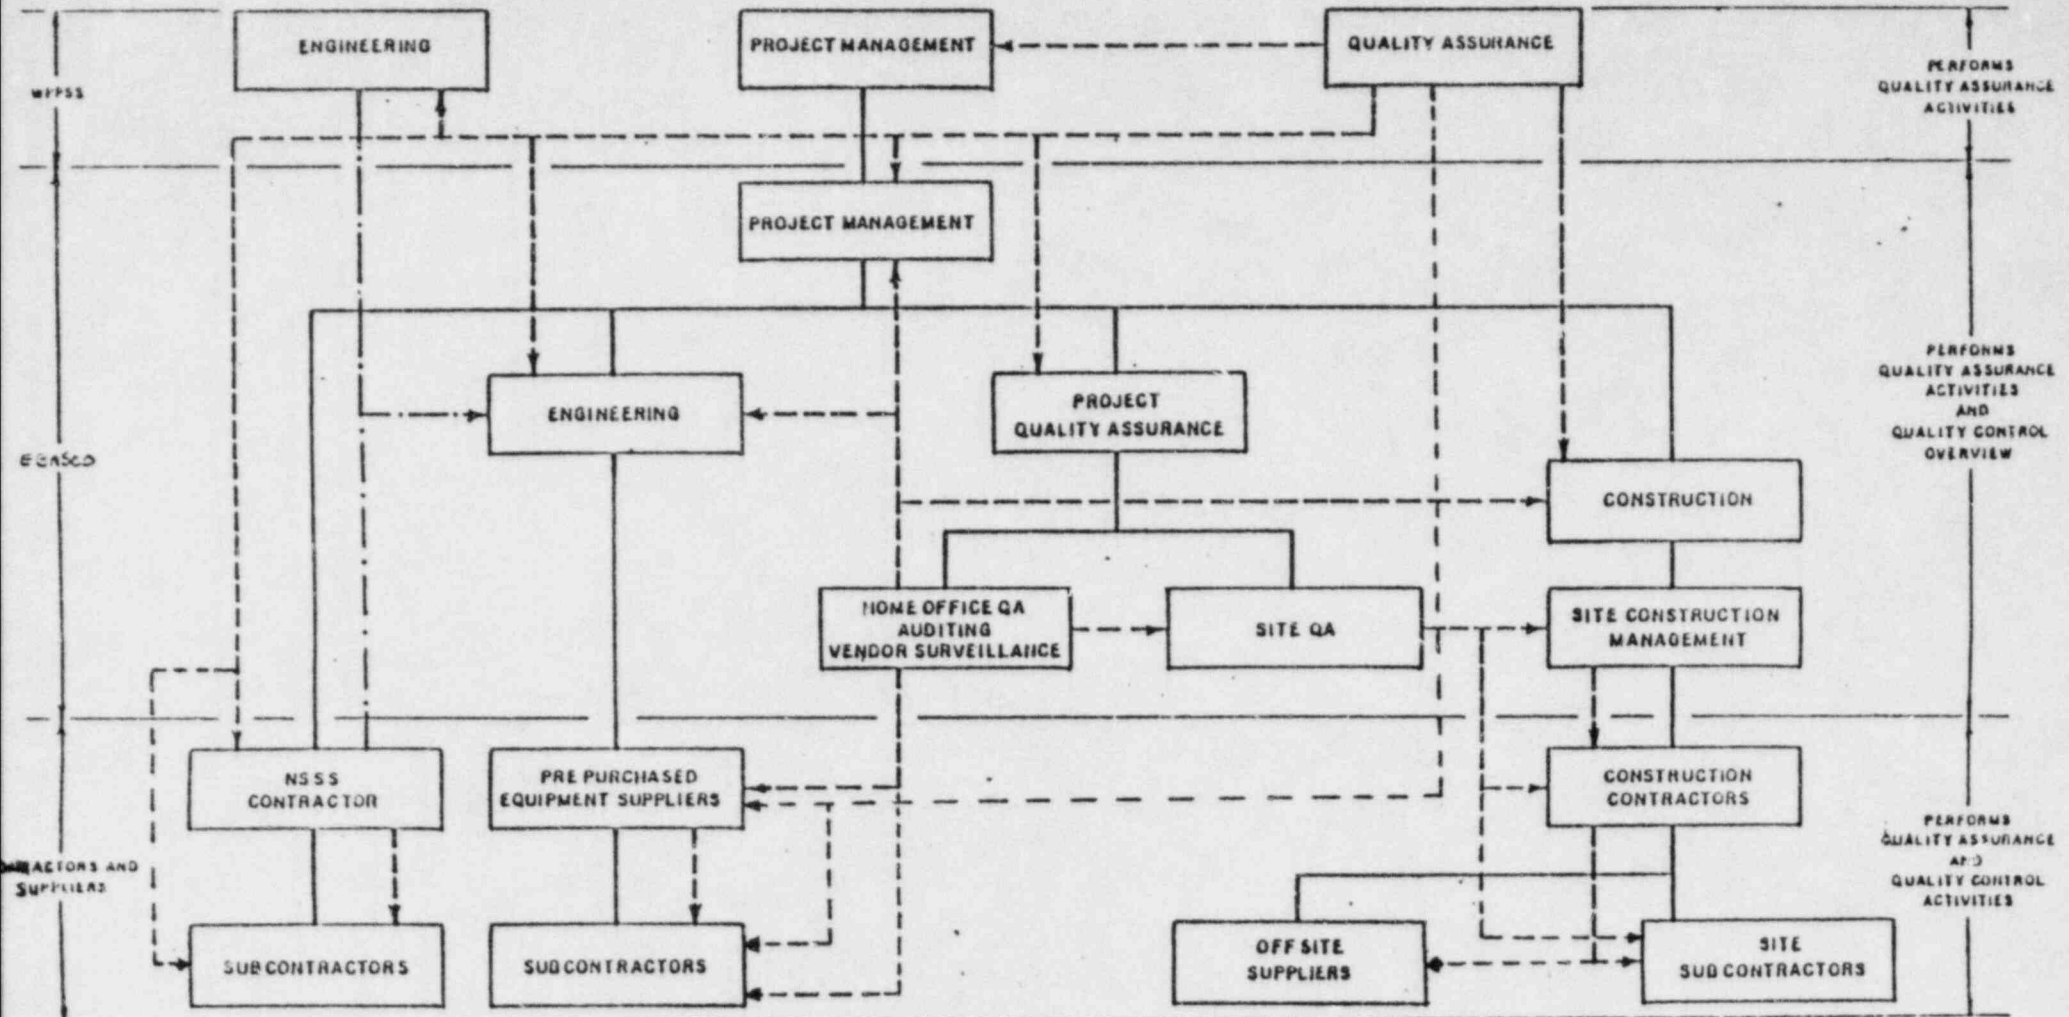 ENGINEERING
PROJECT MANAGEMENT
QUALITY ASSURANCE
WPPSS
PERFORMS
QUALITY ASSURANCE
ACTIVITIES
PROJECT MANAGEMENT
ENGINEERING
PROJECT
QUALITY ASSURANCE
PERFORMS
QUALITY ASSURANCE
ACTIVITIES
AND
QUALITY CONTROL
OVERVIEW
EBASCO
CONSTRUCTION
HOME OFFICE QA
AUDITING
VENDOR SURVEILLANCE
SITE QA
SITE CONSTRUCTION
MANAGEMENT
NSSS
CONTRACTOR
PRE PURCHASED
EQUIPMENT SUPPLIERS
CONSTRUCTION
CONTRACTORS
AND
SUPPLIERS
PERFORMS
QUALITY ASSURANCE
AND
QUALITY CONTROL
ACTIVITIES
SUBCONTRACTORS
SUBCONTRACTORS
OFF SITE
SUPPLIERS
SITE
SUBCONTRACTORS